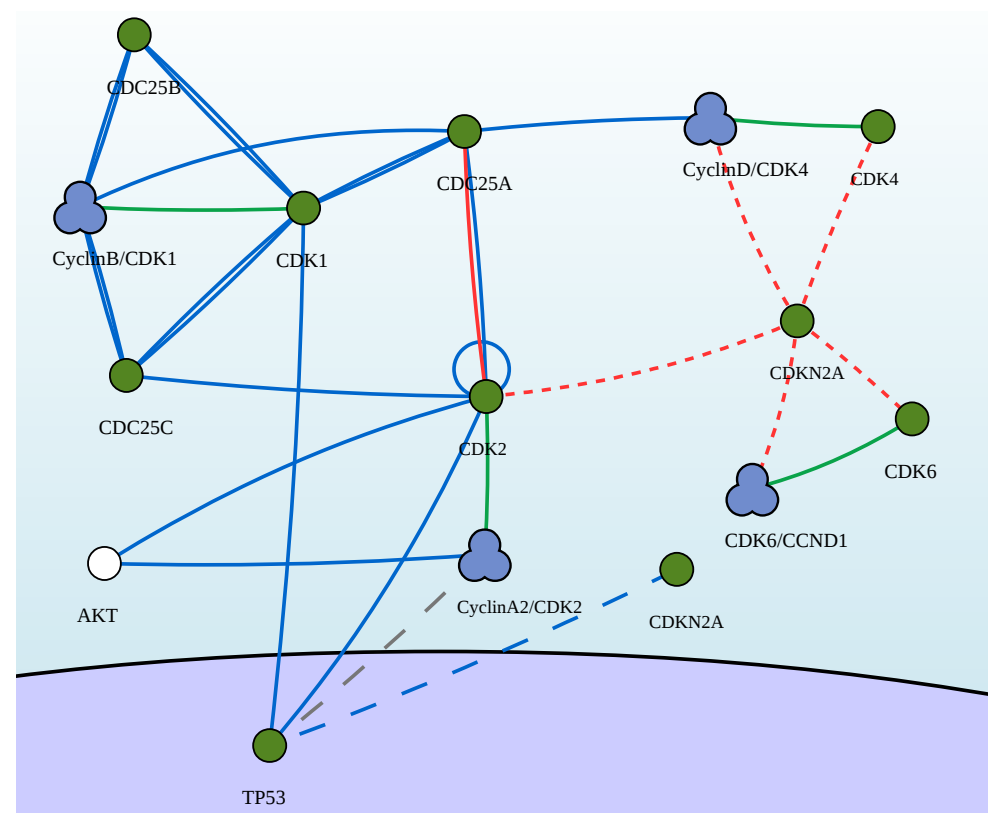 CDC25B
CDC25A
CyclinD/CDK4
CDK4
CyclinB/CDK1
CDK1
CDKN2A
CDC25C
CDK2
CDK6
CDK6/CCND1
AKT
CyclinA2/CDK2
CDKN2A
TP53